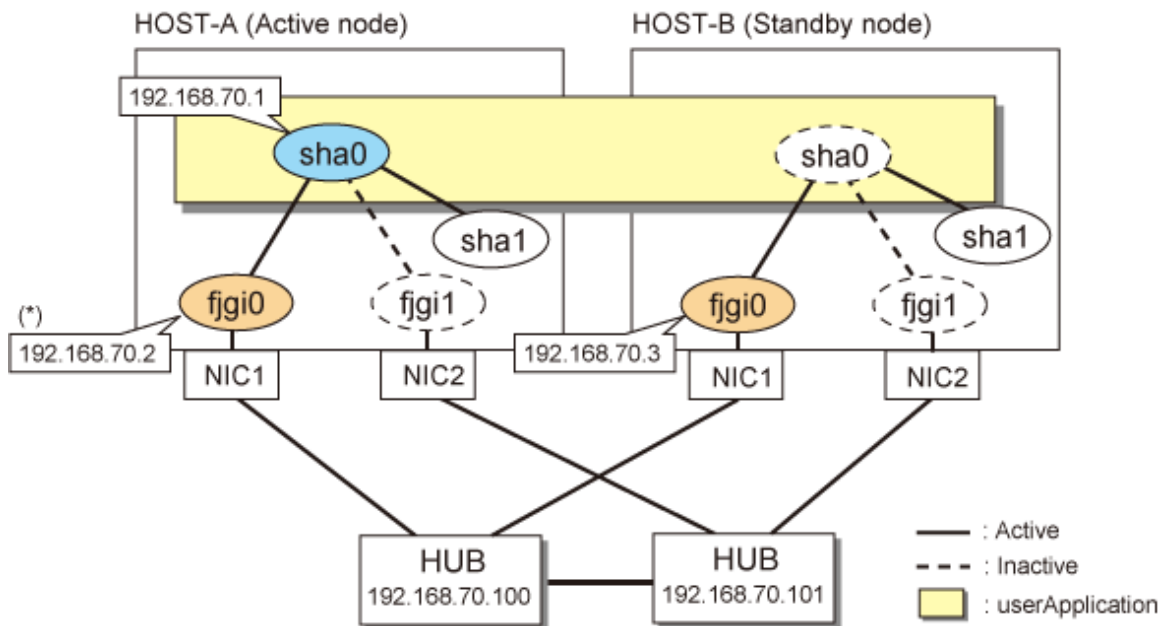 HOST-A (Active node)
HOST-B (Standby node)
192.168.70.1
sha0
sha0
sha1
sha1
fjgi0
fjgi1
fjgi0
fjgi1
(*)
192.168.70.2
192.168.70.3
NIC1
NIC2
NIC1
NIC2
HUB
192.168.70.100
HUB
192.168.70.101
: Active
: Inactive
: userApplication